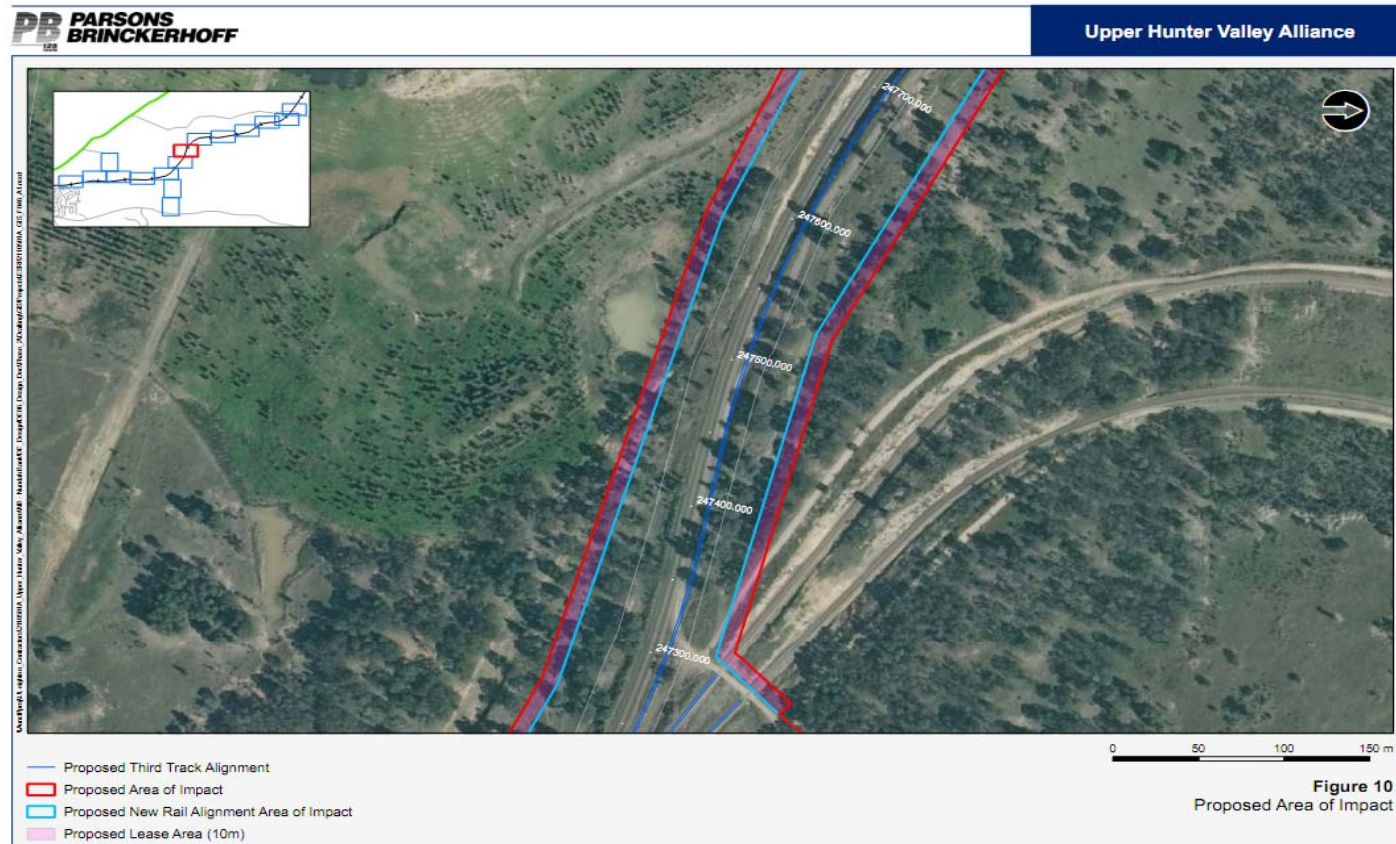 PB PARSONS
BRINCKERHOFF
125
Upper Hunter Valley Alliance
247700.000
247600.000
247500.000
247400.000
247300.000
Proposed Third Track Alignment
Proposed Area of Impact
Proposed New Rail Alignment Area of Impact
Proposed Lease Area (10m)
0 50 100 150 m
Figure 10
Proposed Area of Impact